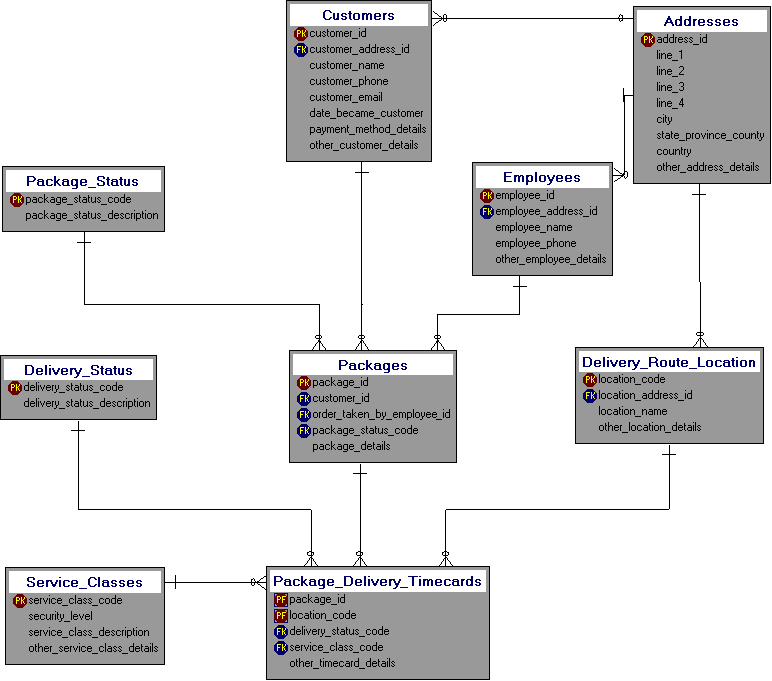 Customers
PK customer_id
FK customer_address_id
customer_name
customer_phone
customer_email
date_became_customer
payment_method_details
other_customer_details
Addresses
PK address_id
line_1
line_2
line_3
line_4
city
state_province_county
country
other_address_details
Package_Status
PK package_status_code
package_status_description
Employees
PK employee_id
FK employee_address_id
employee_name
employee_phone
other_employee_details
Delivery_Status
PK delivery_status_code
delivery_status_description
Packages
PK package_id
FK customer_id
FK order_taken_by_employee_id
FK package_status_code
package_details
Delivery_Route_Location
PK location_code
FK location_address_id
location_name
other_location_details
Service_Classes
PK service_class_code
security_level
service_class_description
other_service_class_details
Package_Delivery_Timecards
PF package_id
PF location_code
FK delivery_status_code
FK service_class_code
other_timecard_details